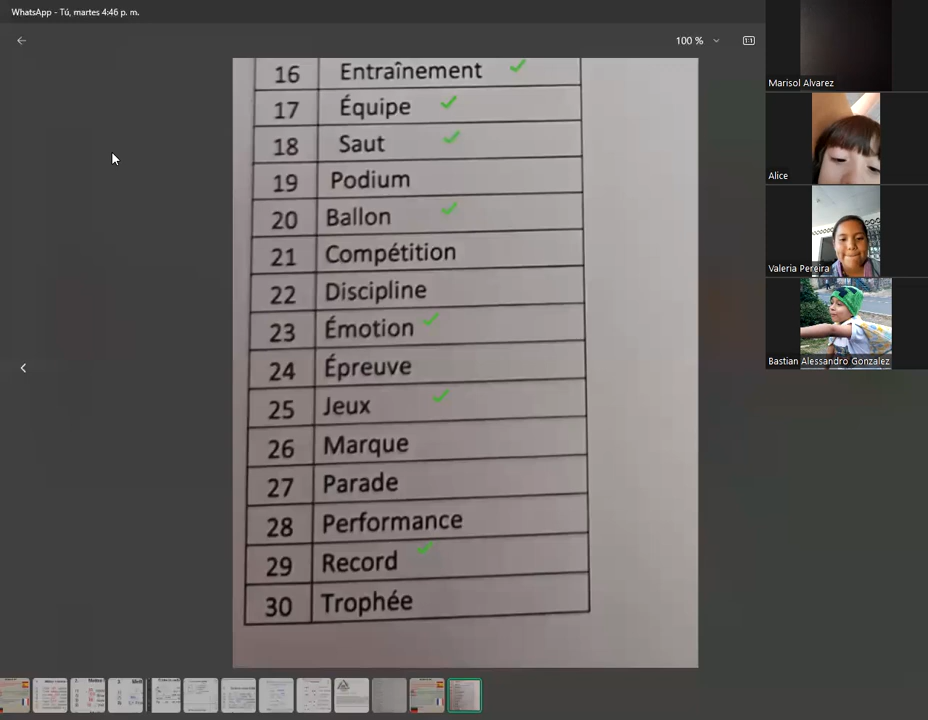 WhatsApp - Tú, martes 4:46 p. m.
100 %
1:1
16 Entraînement
17 Équipe
18 Saut
19 Podium
20 Ballon
21 Compétition
22 Discipline
23 Émotion
24 Épreuve
25 Jeux
26 Marque
27 Parade
28 Performance
29 Record
30 Trophée
Marisol Alvarez
Alice
Valeria Pereira
Bastian Alessandro Gonzalez